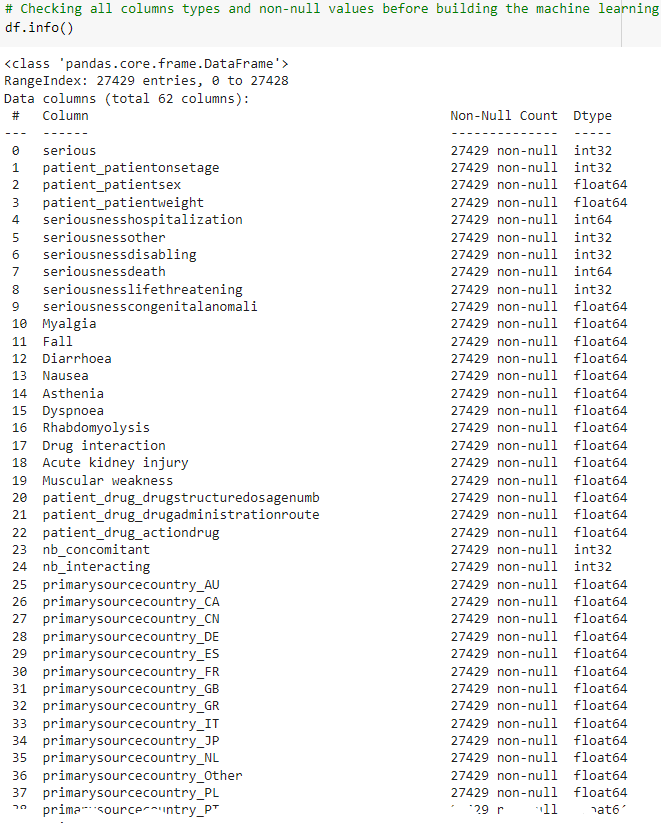 # Checking all columns types and non-null values before building the machine learning
df.info()
<class 'pandas.core.frame.DataFrame'>
RangeIndex: 27429 entries, 0 to 27428
Data columns (total 62 columns):
 #   Column                                            Non-Null Count  Dtype
---  ------                                            --------------  -----
 0   serious                                           27429 non-null  int32
 1   patient_patientonsetage                           27429 non-null  int32
 2   patient_patientsex                                27429 non-null  float64
 3   patient_patientweight                             27429 non-null  float64
 4   seriousnesshospitalization                        27429 non-null  int64
 5   seriousnessother                                  27429 non-null  int32
 6   seriousnessdisabling                              27429 non-null  int32
 7   seriousnessdeath                                  27429 non-null  int64
 8   seriousnesslifethreatening                        27429 non-null  int32
 9   seriousnesscongenitalanomali                      27429 non-null  float64
 10  Myalgia                                           27429 non-null  float64
 11  Fall                                              27429 non-null  float64
 12  Diarrhoea                                         27429 non-null  float64
 13  Nausea                                            27429 non-null  float64
 14  Asthenia                                          27429 non-null  float64
 15  Dyspnoea                                          27429 non-null  float64
 16  Rhabdomyolysis                                    27429 non-null  float64
 17  Drug interaction                                  27429 non-null  float64
 18  Acute kidney injury                               27429 non-null  float64
 19  Muscular weakness                                 27429 non-null  float64
 20  patient_drug_drugstructuredosagenumb              27429 non-null  float64
 21  patient_drug_drugadministrationroute              27429 non-null  float64
 22  patient_drug_actiondrug                           27429 non-null  float64
 23  nb_concomitant                                    27429 non-null  int32
 24  nb_interacting                                    27429 non-null  int32
 25  primarysourcecountry_AU                           27429 non-null  float64
 26  primarysourcecountry_CA                           27429 non-null  float64
 27  primarysourcecountry_CN                           27429 non-null  float64
 28  primarysourcecountry_DE                           27429 non-null  float64
 29  primarysourcecountry_ES                           27429 non-null  float64
 30  primarysourcecountry_FR                           27429 non-null  float64
 31  primarysourcecountry_GB                           27429 non-null  float64
 32  primarysourcecountry_GR                           27429 non-null  float64
 33  primarysourcecountry_IT                           27429 non-null  float64
 34  primarysourcecountry_JP                           27429 non-null  float64
 35  primarysourcecountry_NL                           27429 non-null  float64
 36  primarysourcecountry_Other                        27429 non-null  float64
 37  primarysourcecountry_PL                           27429 non-null  float64
primarysourcecountry_PT